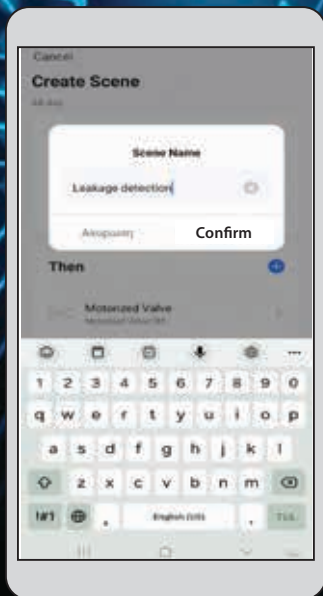 Cancel
Create Scene
Scene Name
Leakage detection
Confirm
Then
Motorized Valve
1 2 3 4 5 6 7 8 9 0
q w e r t y u i o p
a s d f g h j k l
z x c v b n m
!#1 , English (US) .